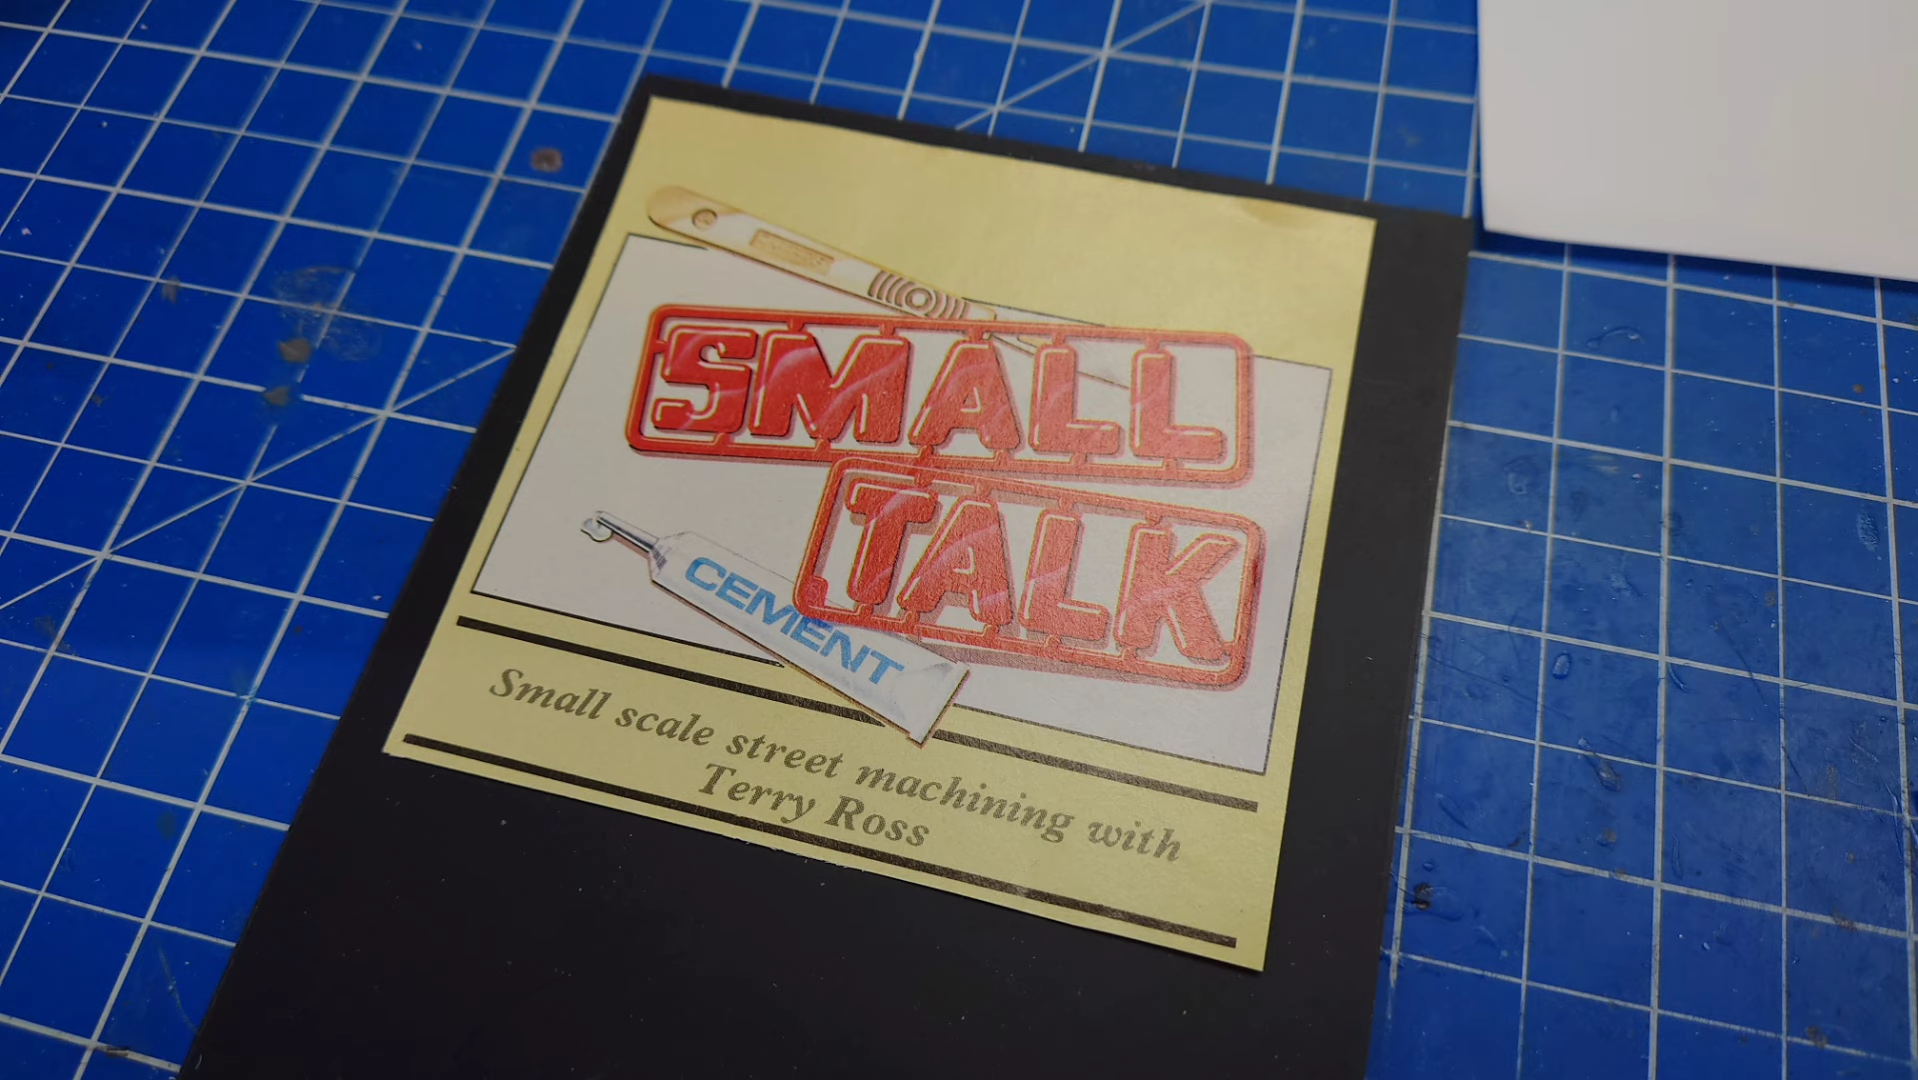 SMALL
TALK
CEMENT
Small scale street machining with
Terry Ross